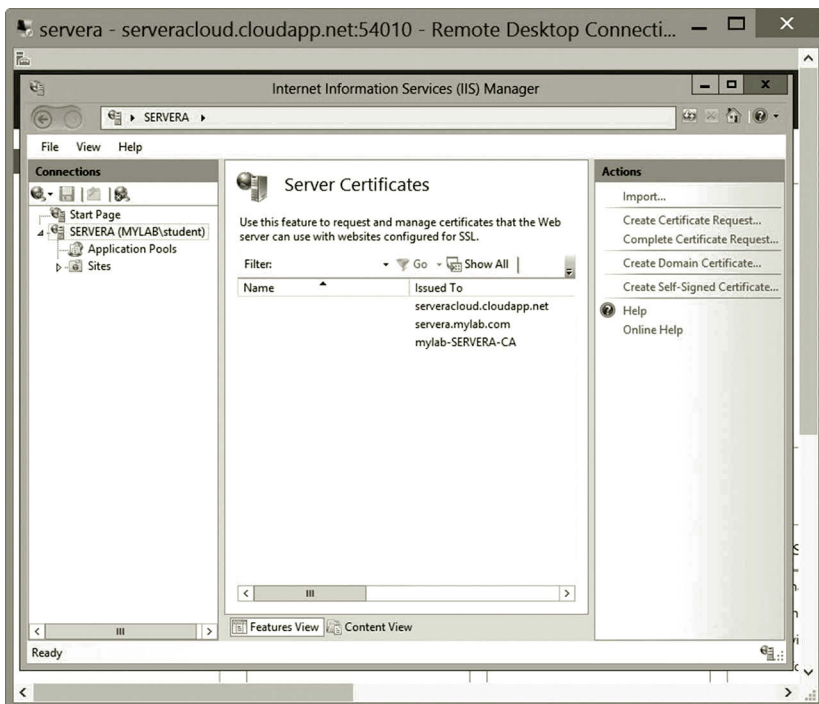 servera - serveracloud.cloudapp.net:54010 - Remote Desktop Connecti...
Internet Information Services (IIS) Manager
SERVERA
File View Help
Connections
Start Page
SERVERA (MYLAB\student)
Application Pools
Sites
Server Certificates
Use this feature to request and manage certificates that the Web
server can use with websites configured for SSL.
Filter: Go Show All
Name Issued To
serveracloud.cloudapp.net
servera.mylab.com
mylab-SERVERA-CA
Features View Content View
Actions
Import...
Create Certificate Request...
Complete Certificate Request...
Create Domain Certificate...
Create Self-Signed Certificate...
Help
Online Help
Ready